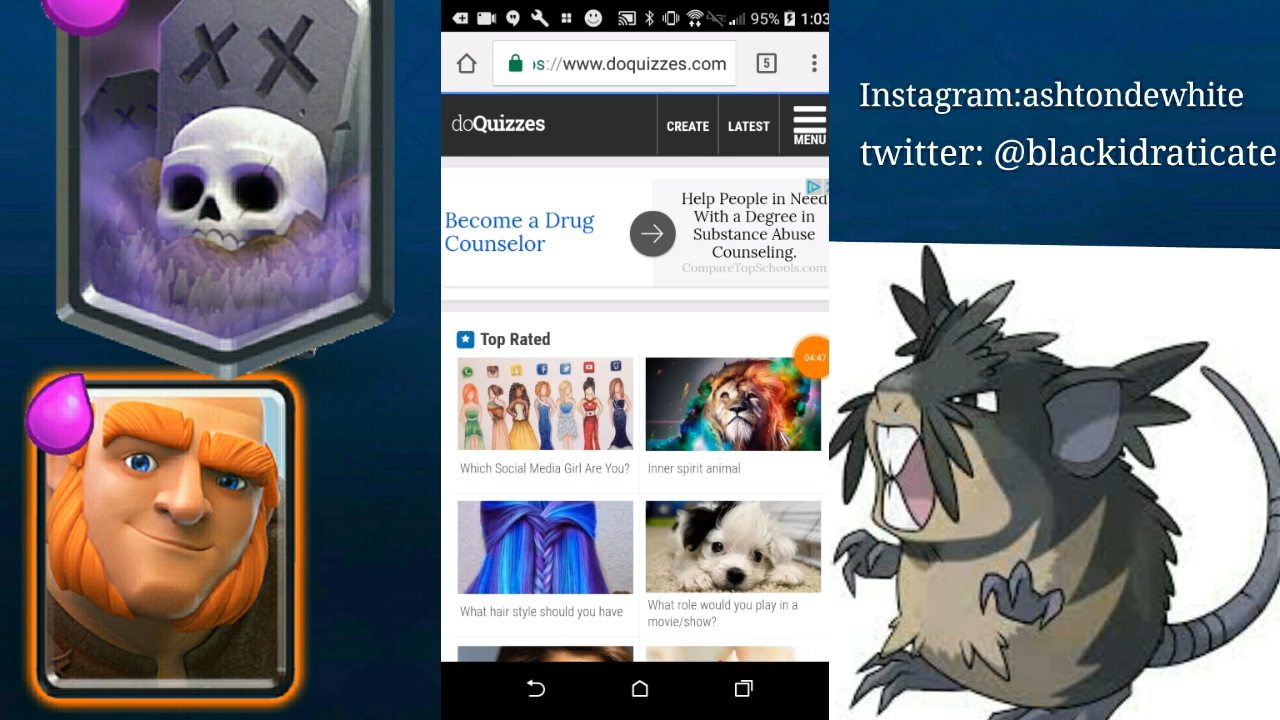 95% 1:03
s://www.doquizzes.com
5
doQuizzes
CREATE
LATEST
MENU
Become a Drug
Counselor
Help People in Need
With a Degree in
Substance Abuse
Counseling.
CompareTopSchools.com
Top Rated
04:47
Which Social Media Girl Are You?
Inner spirit animal
What hair style should you have
What role would you play in a
movie/show?
Instagram:ashtondewhite
twitter: @blackidraticate